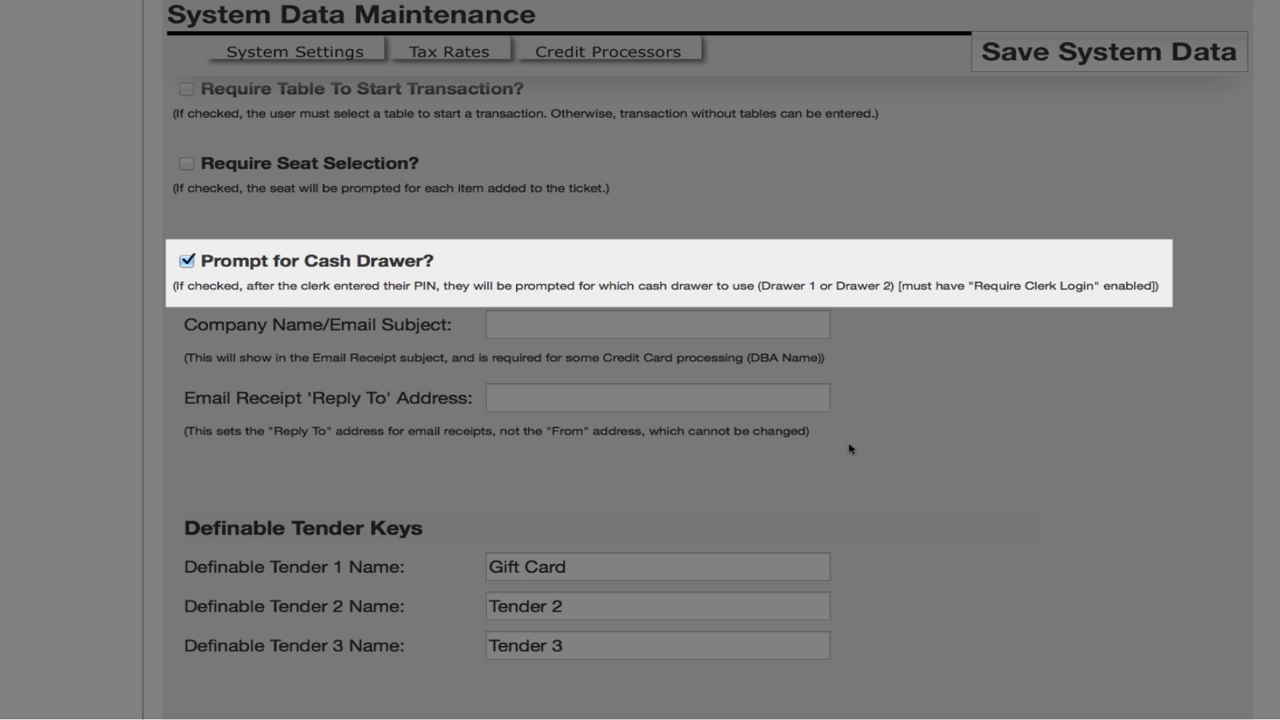 System Data Maintenance
System Settings
Tax Rates
Credit Processors
Save System Data
Require Table To Start Transaction?
(If checked, the user must select a table to start a transaction. Otherwise, transaction without tables can be entered.)
Require Seat Selection?
(If checked, the seat will be prompted for each item added to the ticket.)
Prompt for Cash Drawer?
(If checked, after the clerk entered their PIN, they will be prompted for which cash drawer to use (Drawer 1 or Drawer 2) [must have "Require Clerk Login" enabled])
Company Name/Email Subject:
(This will show in the Email Receipt subject, and is required for some Credit Card processing (DBA Name))
Email Receipt 'Reply To' Address:
(This sets the "Reply To" address for email receipts, not the "From" address, which cannot be changed)
Definable Tender Keys
Definable Tender 1 Name: Gift Card
Definable Tender 2 Name: Tender 2
Definable Tender 3 Name: Tender 3